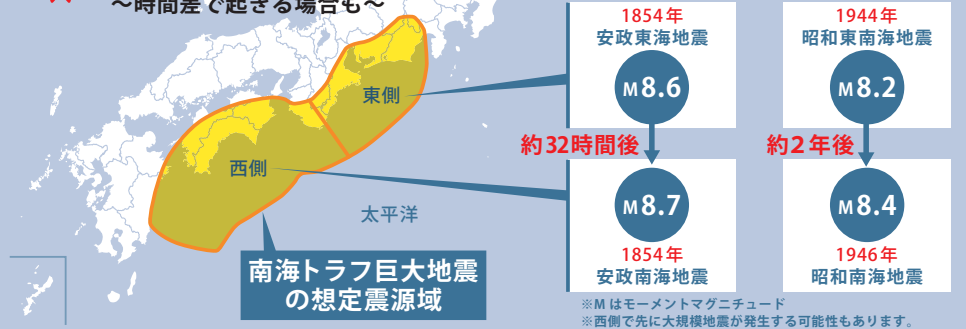 ～時間差で起きる場合も～
東側
西側
太平洋
南海トラフ巨大地震
の想定震源域
1854年
安政東海地震
M8.6
約32時間後
M8.7
1854年
安政南海地震
1944年
昭和東南海地震
M8.2
約2年後
M8.4
1946年
昭和南海地震
※Mはモーメントマグニチュード
※西側で先に大規模地震が発生する可能性もあります。